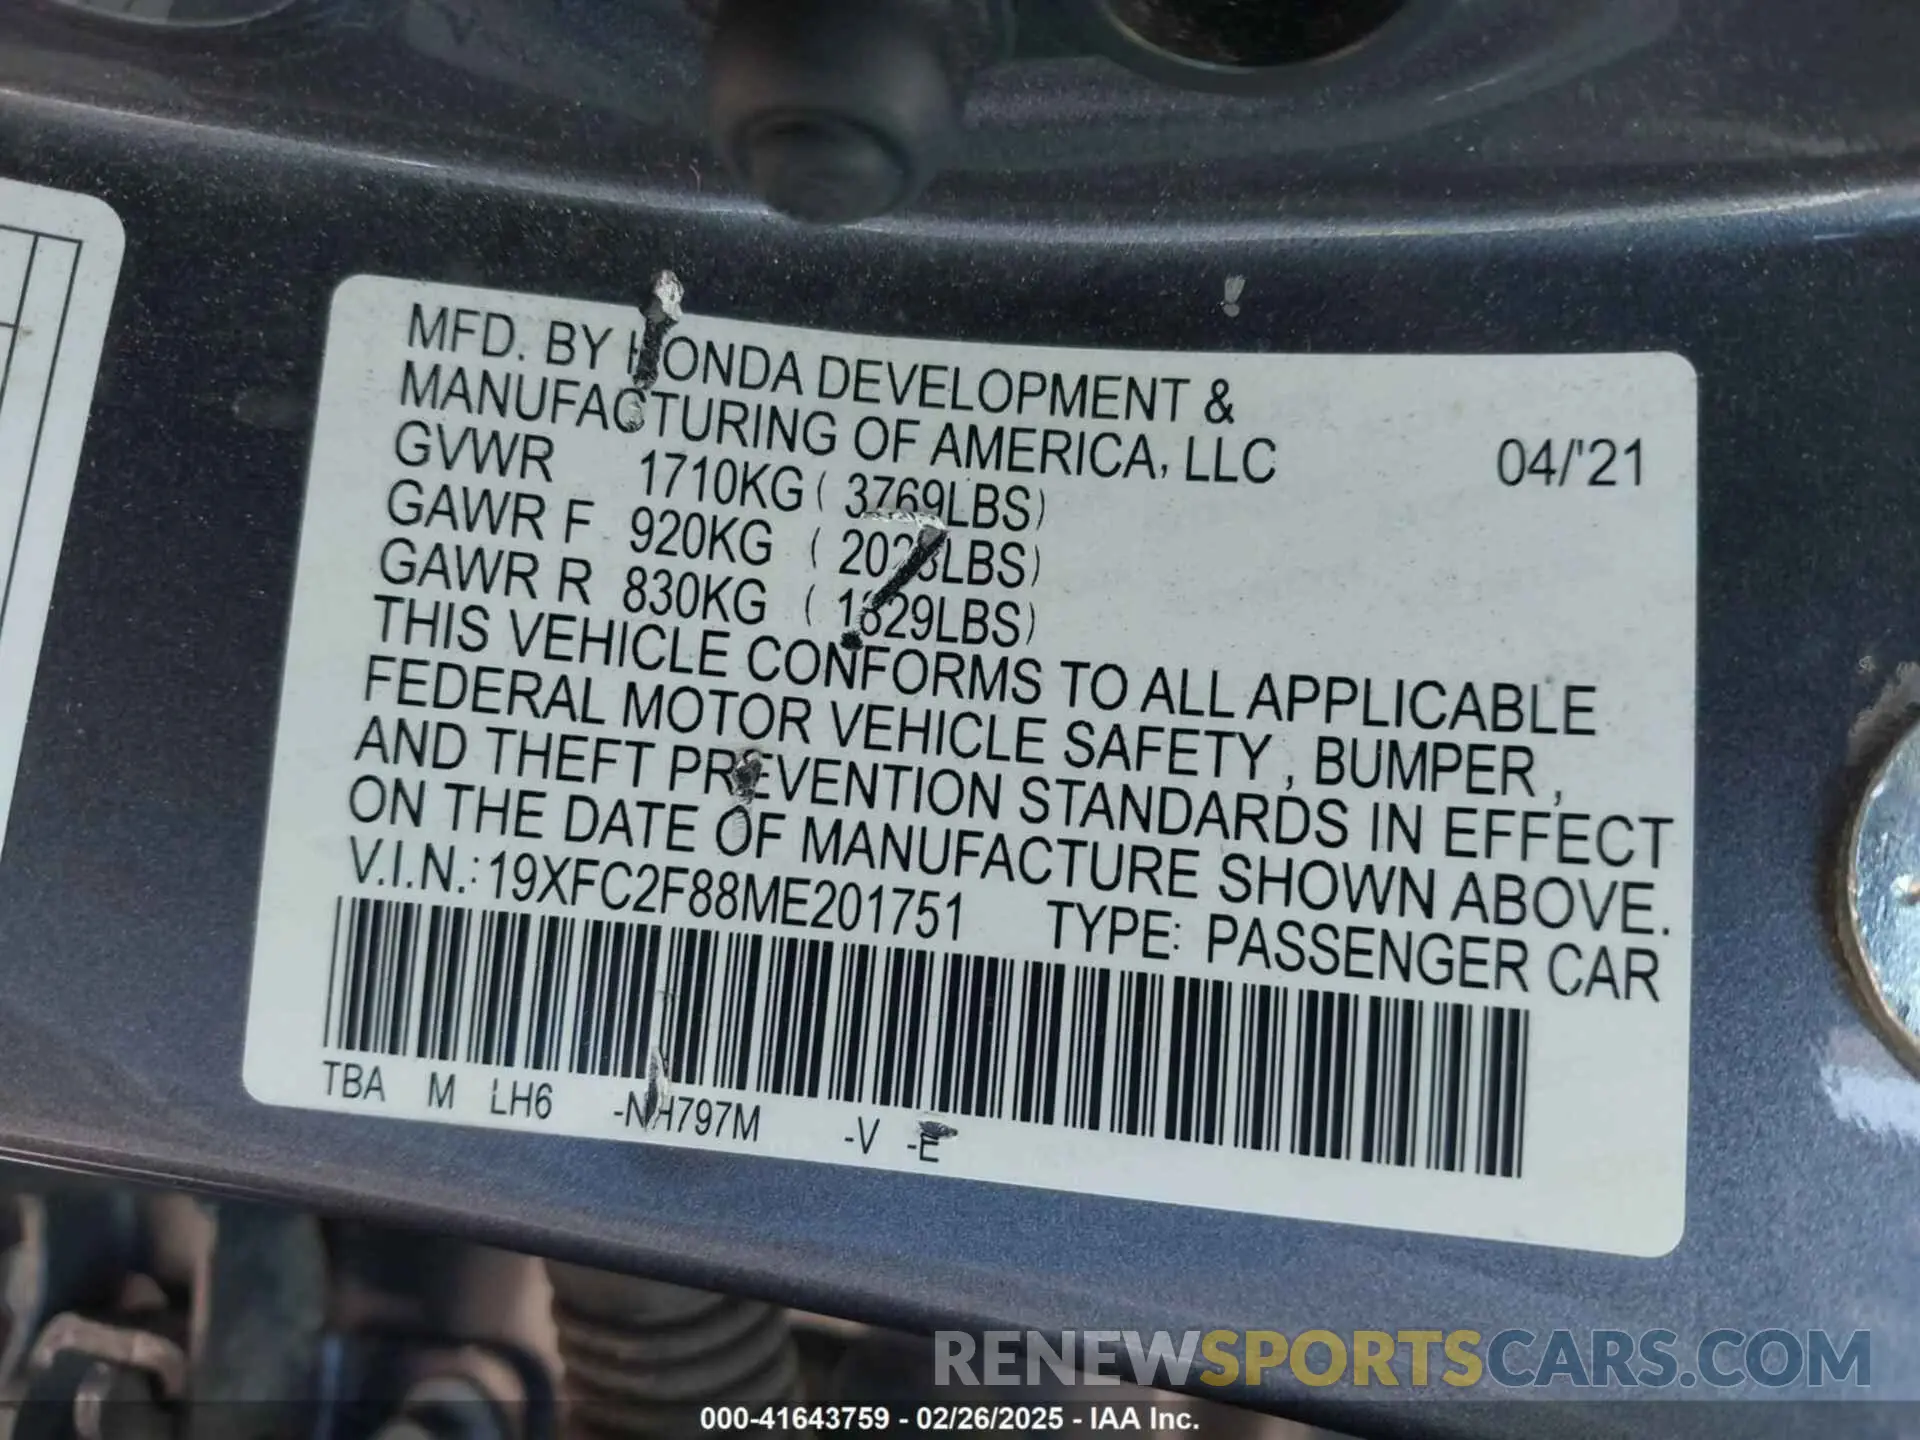 MFD. BY HONDA DEVELOPMENT &
MANUFACTURING OF AMERICA, LLC 04/'21
GVWR 1710KG ( 3769LBS)
GAWR F 920KG ( 2028LBS)
GAWR R 830KG ( 1829LBS)
THIS VEHICLE CONFORMS TO ALL APPLICABLE
FEDERAL MOTOR VEHICLE SAFETY , BUMPER ,
AND THEFT PREVENTION STANDARDS IN EFFECT
ON THE DATE OF MANUFACTURE SHOWN ABOVE.
V.I.N.: 19XFC2F88ME201751 TYPE: PASSENGER CAR
TBA M LH6 -NH797M -V -E
RENEWSPORTSCARS.COM
000-41643759 - 02/26/2025 - IAA Inc.